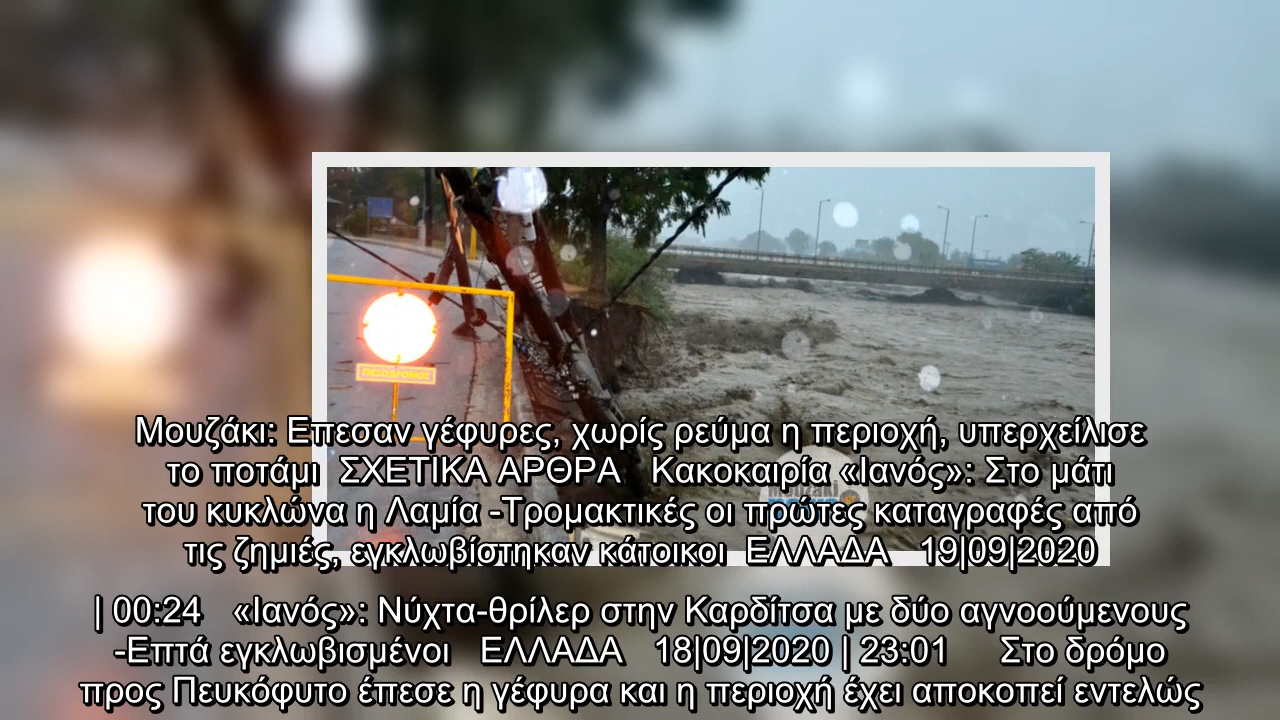 ΠΕΖΟΔΡΟΜΟΣ
Μουζάκι: Επεσαν γέφυρες, χωρίς ρεύμα η περιοχή, υπερχείλισε
το ποτάμι ΣΧΕΤΙΚΑ ΑΡΘΡΑ Κακοκαιρία «Ιανός»: Στο μάτι
του κυκλώνα η Λαμία -Τρομακτικές οι πρώτες καταγραφές από
τις ζημιές, εγκλωβίστηκαν κάτοικοι ΕΛΛΑΔΑ 19|09|2020
| 00:24 «Ιανός»: Νύχτα-θρίλερ στην Καρδίτσα με δύο αγνοούμενους
-Επτά εγκλωβισμένοι ΕΛΛΑΔΑ 18|09|2020 | 23:01 Στο δρόμο
προς Πευκόφυτο έπεσε η γέφυρα και η περιοχή έχει αποκοπεί εντελώς